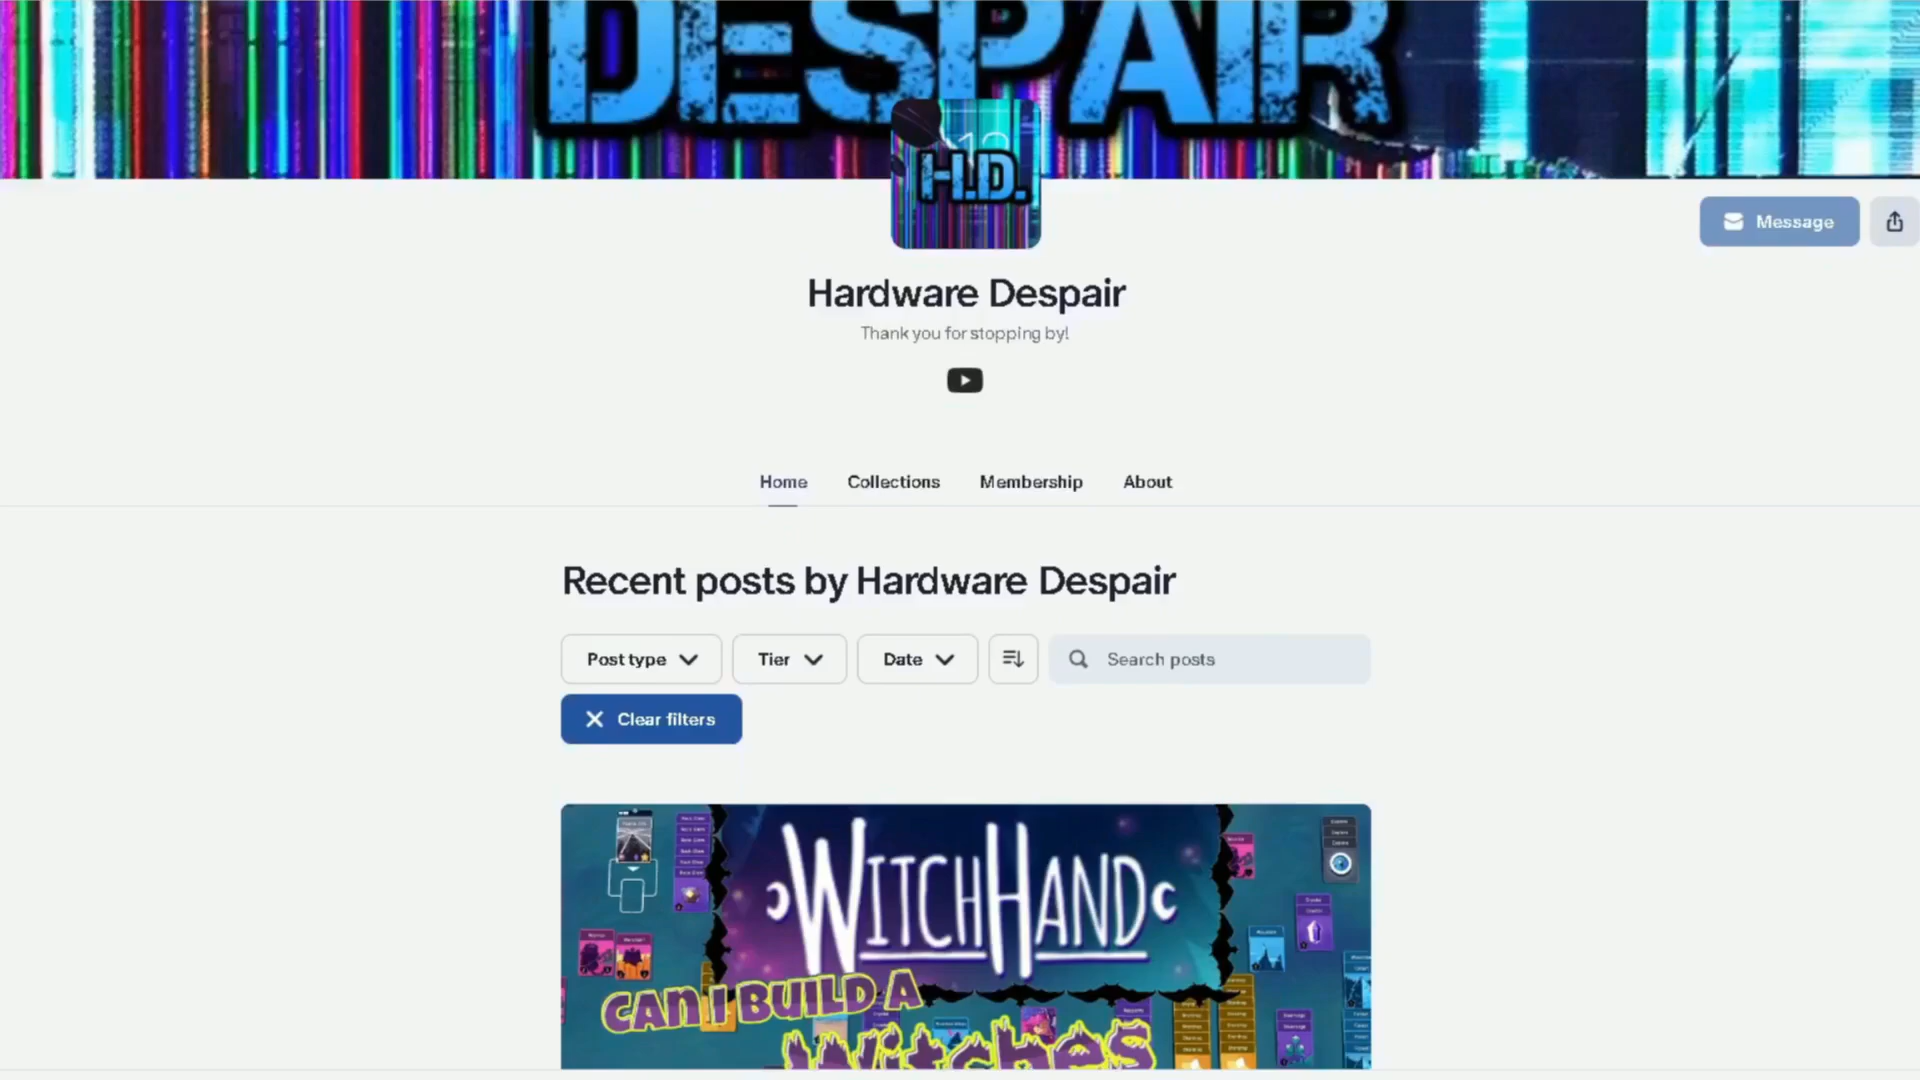 DESPAIR
H.D.
Message
Hardware Despair
Thank you for stopping by!
Home Collections Membership About
Recent posts by Hardware Despair
Post type Tier Date Search posts
Clear filters
WITCHHAND
CAN I BUILD A
Witches